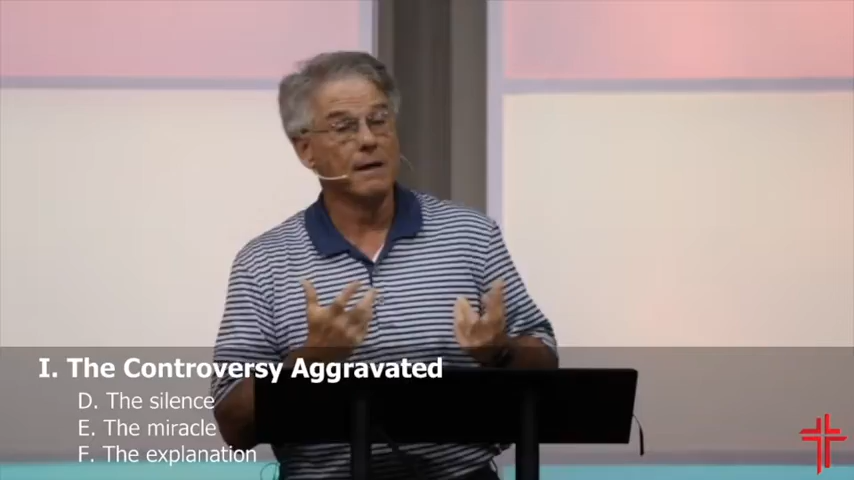 I. The Controversy Aggravated
D. The silence
E. The miracle
F. The explanation